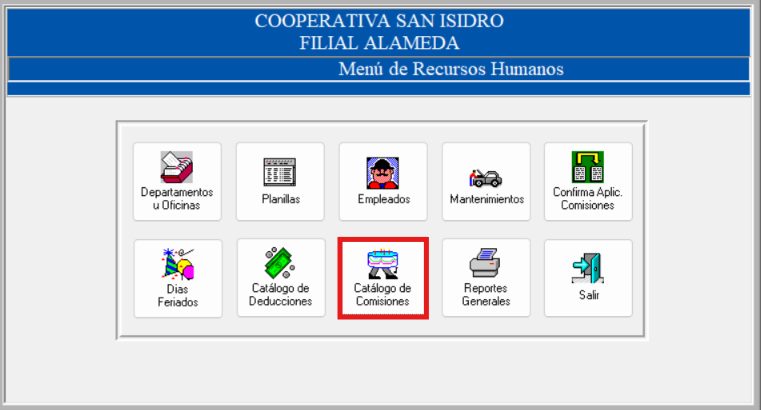 COOPERATIVA SAN ISIDRO
FILIAL ALAMEDA
Menú de Recursos Humanos
Departamentos
u Oficinas
Planillas
Empleados
Mantenimientos
Confirma Aplic.
Comisiones
Dias
Feriados
Catálogo de
Deducciones
Catálogo de
Comisiones
Reportes
Generales
Salir